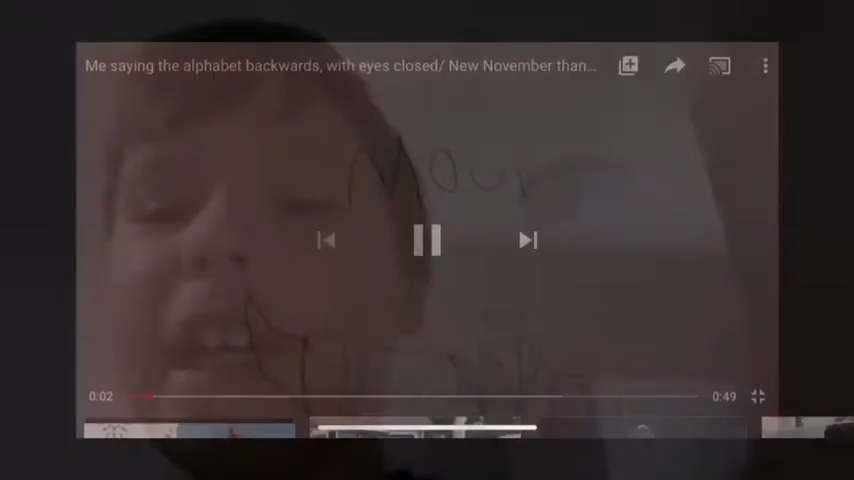 Me saying the alphabet backwards, with eyes closed/ New November than...
0:02
0:49